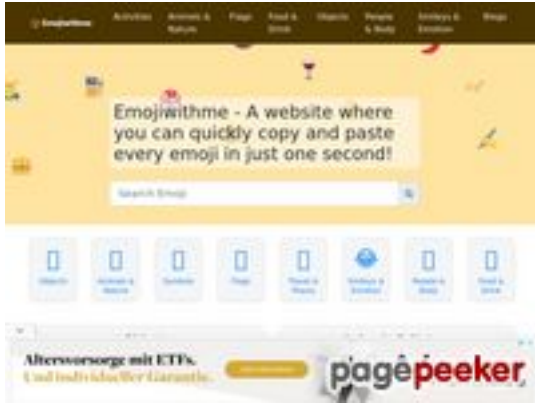 Emojiwithme
Activities
Animals & Nature
Flags
Food & Drink
Objects
People & Body
Smileys & Emotion
Blogs
Emojiwithme - A website where
you can quickly copy and paste
every emoji in just one second!
Search Emoji
Objects
Animals & Nature
Symbols
Flags
Travel & Places
Smileys & Emotion
People & Body
Food & Drink
Altersvorsorge mit ETFs.
Und individueller Garantie.
pagepeeker